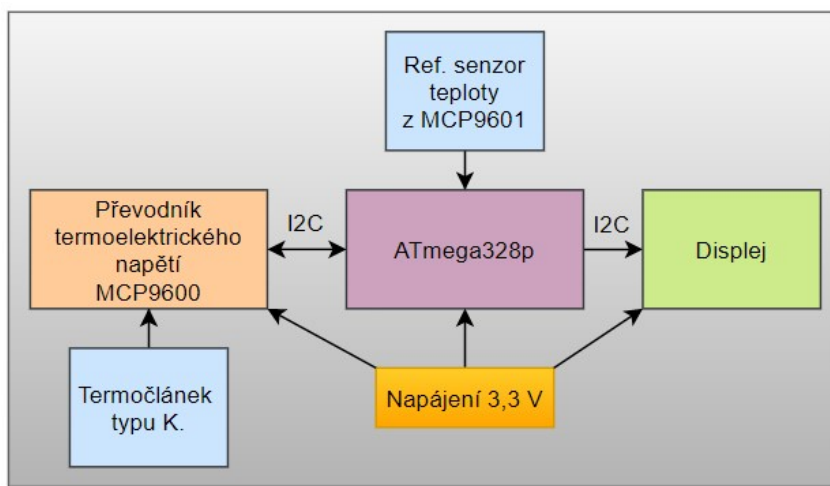 Ref. senzor
teploty
z MCP9601
Převodník
termoelektrického
napětí
MCP9600
I2C
ATmega328p
I2C
Displej
Termočlánek
typu K.
Napájení 3,3 V